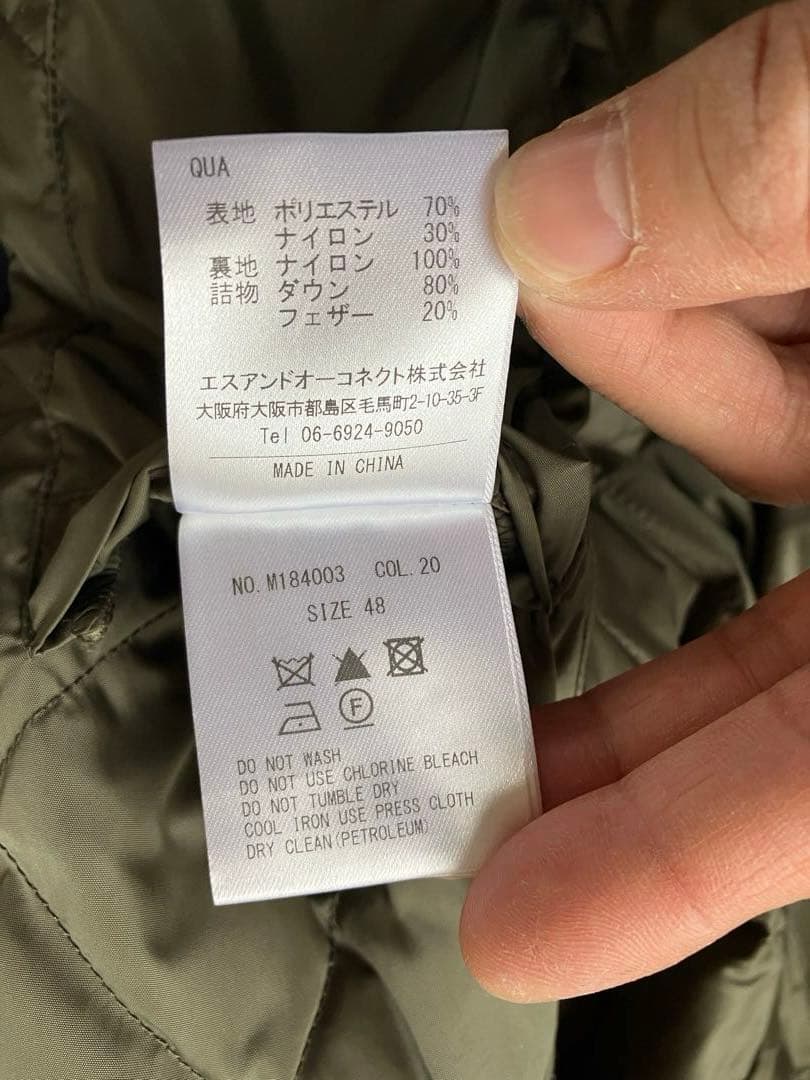 QUA
表地 ポリエステル 70%
ナイロン 30%
裏地 ナイロン 100%
詰物 ダウン 80%
フェザー 20%
エスアンドオーコネクト株式会社
大阪府大阪市都島区毛馬町2-10-35-3F
Tel 06-6924-9050
MADE IN CHINA
NO. M184003 COL. 20
SIZE 48
F
DO NOT WASH
DO NOT USE CHLORINE BLEACH
DO NOT TUMBLE DRY
COOL IRON USE PRESS CLOTH
DRY CLEAN(PETROLEUM)